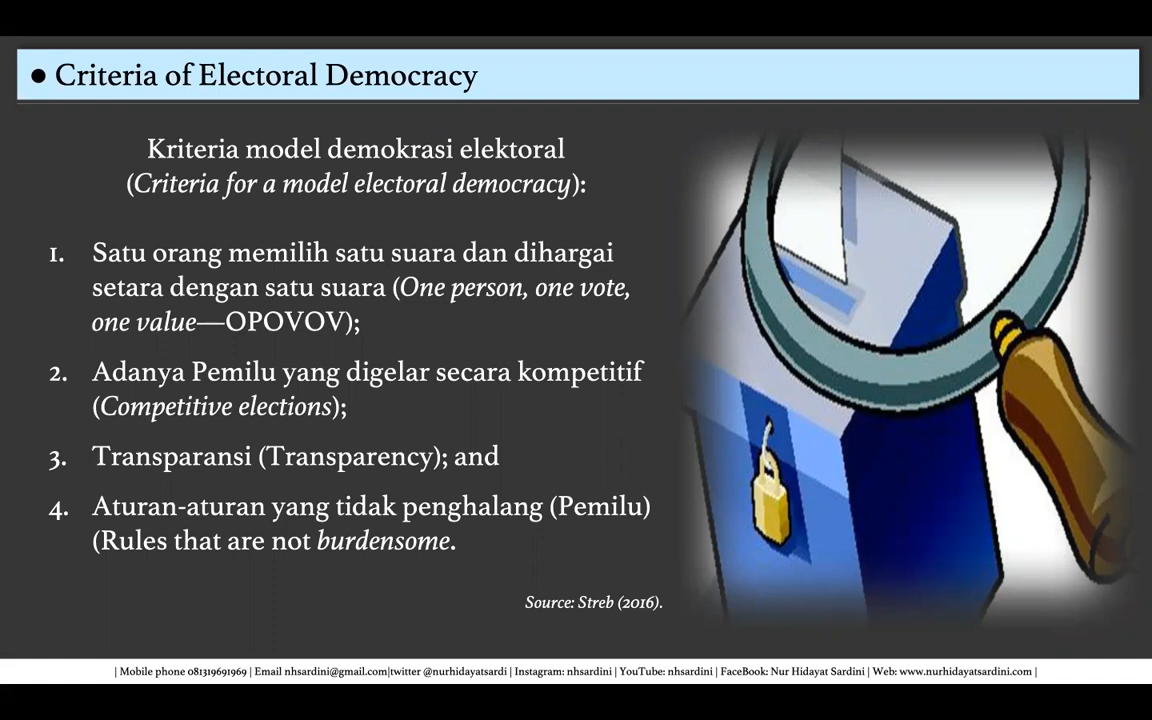 ● Criteria of Electoral Democracy
Kriteria model demokrasi elektoral
(Criteria for a model electoral democracy):
1. Satu orang memilih satu suara dan dihargai
setara dengan satu suara (One person, one vote,
one value—OPOVOV);
2. Adanya Pemilu yang digelar secara kompetitif
(Competitive elections);
3. Transparansi (Transparency); and
4. Aturan-aturan yang tidak penghalang (Pemilu)
(Rules that are not burdensome.
Source: Streb (2016).
| Mobile phone 081319691969 | Email nhsardini@gmail.com|twitter @nurhidayatsardi | Instagram: nhsardini | YouTube: nhsardini | FaceBook: Nur Hidayat Sardini | Web: www.nurhidayatsardini.com |